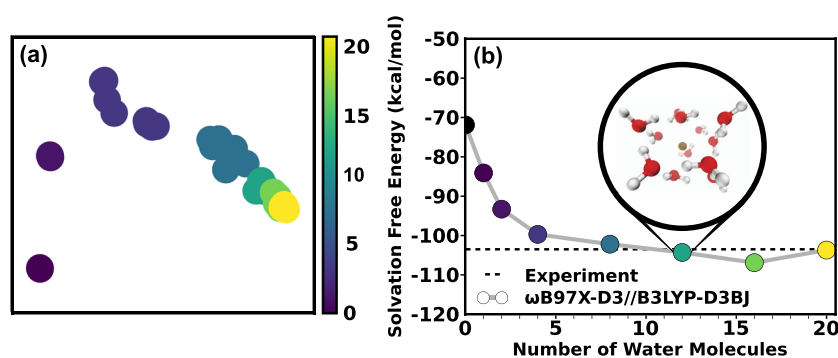 (a)
20
15
10
5
0
Solvation Free Energy (kcal/mol)
-50
-60
-70
-80
-90
-100
-110
-120
(b)
Experiment
ωB97X-D3//B3LYP-D3BJ
0 5 10 15 20
Number of Water Molecules